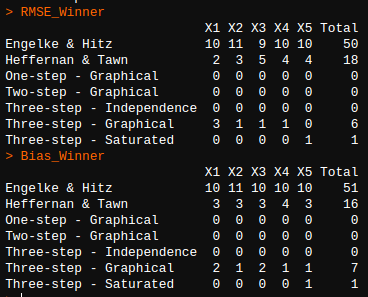 > RMSE_Winner
X1 X2 X3 X4 X5 Total
Engelke & Hitz 10 11 9 10 10 50
Heffernan & Tawn 2 3 5 4 4 18
One-step - Graphical 0 0 0 0 0 0
Two-step - Graphical 0 0 0 0 0 0
Three-step - Independence 0 0 0 0 0 0
Three-step - Graphical 3 1 1 1 0 6
Three-step - Saturated 0 0 0 0 1 1
> Bias_Winner
X1 X2 X3 X4 X5 Total
Engelke & Hitz 10 11 10 10 10 51
Heffernan & Tawn 3 3 3 4 3 16
One-step - Graphical 0 0 0 0 0 0
Two-step - Graphical 0 0 0 0 0 0
Three-step - Independence 0 0 0 0 0 0
Three-step - Graphical 2 1 2 1 1 7
Three-step - Saturated 0 0 0 0 1 1